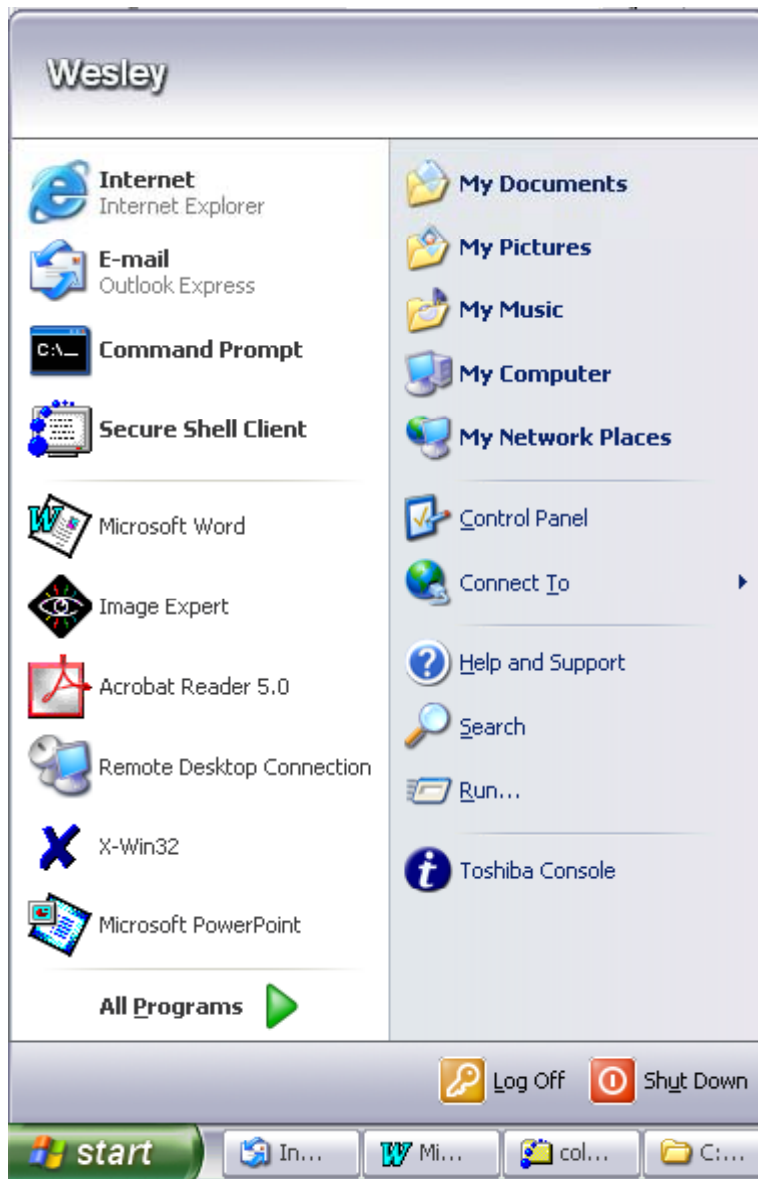 Wesley
Internet
Internet Explorer
E-mail
Outlook Express
C:\_
Command Prompt
Secure Shell Client
Microsoft Word
Image Expert
Acrobat Reader 5.0
Remote Desktop Connection
X-Win32
Microsoft PowerPoint
All Programs
My Documents
My Pictures
My Music
My Computer
My Network Places
Control Panel
Connect To
Help and Support
Search
Run...
Toshiba Console
Log Off
Shut Down
start
In...
Mi...
col...
C:...